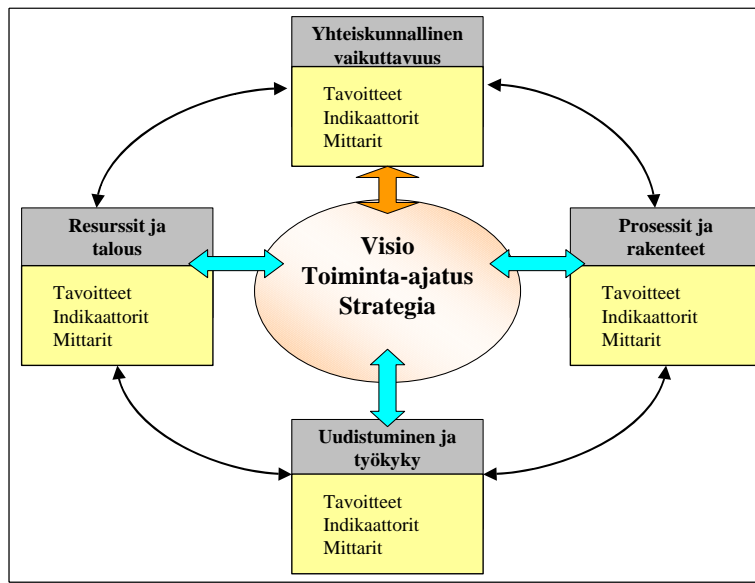 Yhteiskunnallinen
vaikuttavuus
Tavoitteet
Indikaattorit
Mittarit
Resurssit ja
talous
Tavoitteet
Indikaattorit
Mittarit
Visio
Toiminta-ajatus
Strategia
Prosessit ja
rakenteet
Tavoitteet
Indikaattorit
Mittarit
Uudistuminen ja
työkyky
Tavoitteet
Indikaattorit
Mittarit